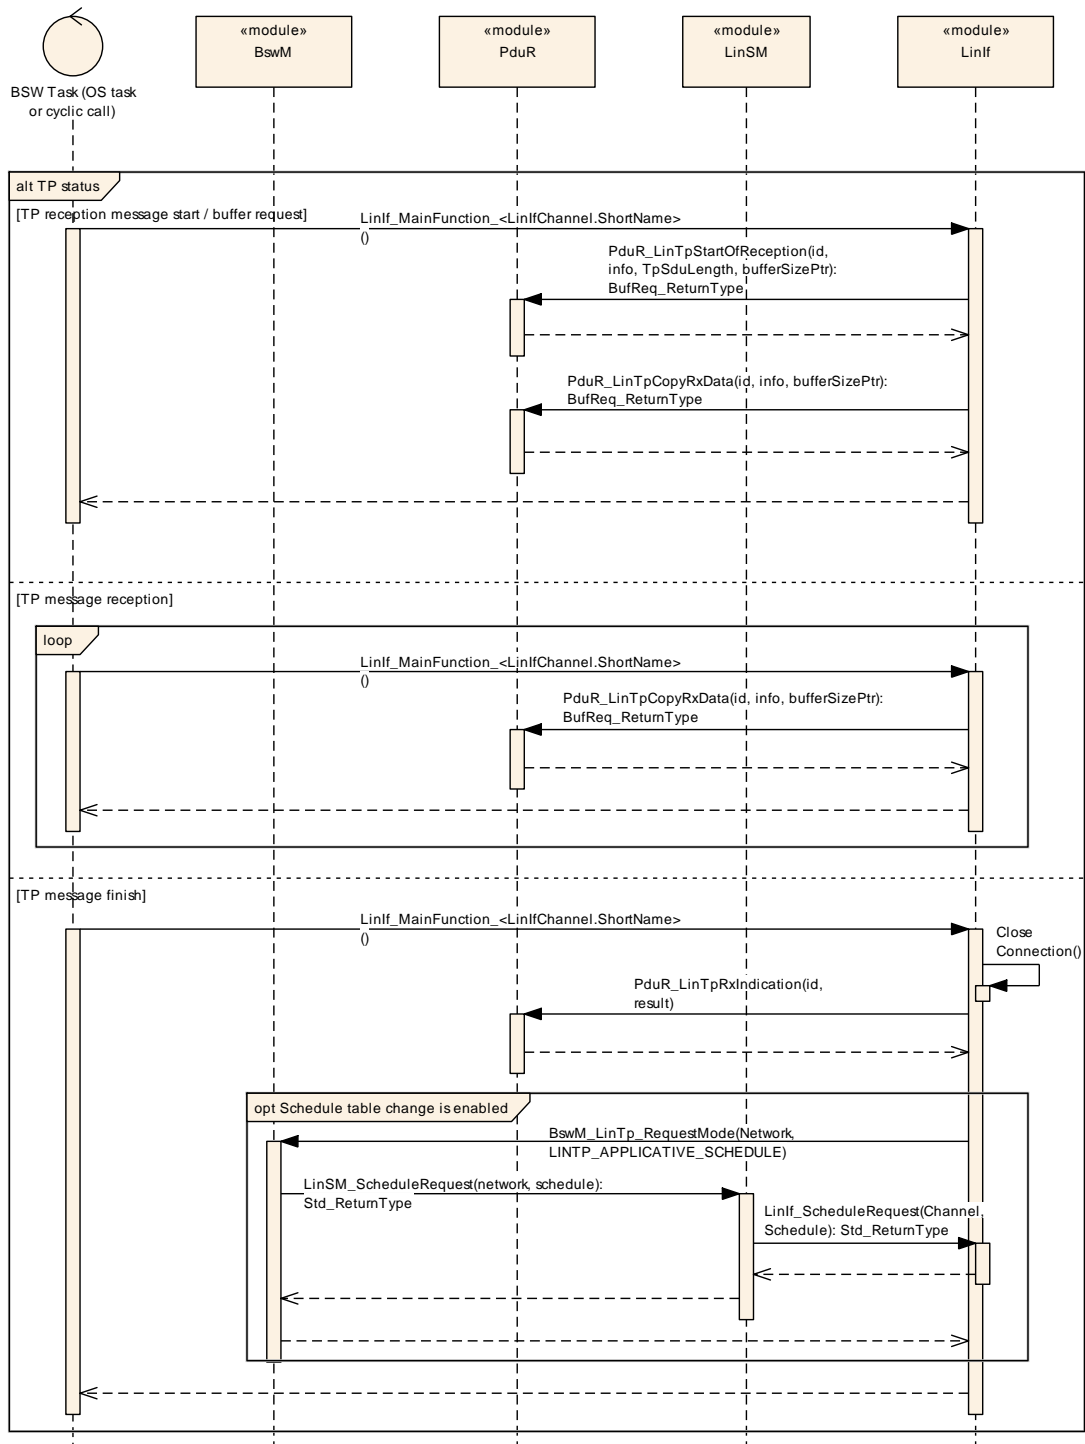 «module»
BswM
«module»
PduR
«module»
LinSM
«module»
LinIf
BSW Task (OS task
or cyclic call)
alt TP status
[TP reception message start / buffer request]
LinIf_MainFunction_<LinIfChannel.ShortName>
()
PduR_LinTpStartOfReception(id,
info, TpSduLength, bufferSizePtr):
BufReq_ReturnType
PduR_LinTpCopyRxData(id, info, bufferSizePtr):
BufReq_ReturnType
[TP message reception]
loop
LinIf_MainFunction_<LinIfChannel.ShortName>
()
PduR_LinTpCopyRxData(id, info, bufferSizePtr):
BufReq_ReturnType
[TP message finish]
LinIf_MainFunction_<LinIfChannel.ShortName>
()
Close
Connection()
PduR_LinTpRxIndication(id,
result)
opt Schedule table change is enabled
BswM_LinTp_RequestMode(Network,
LINTP_APPLICATIVE_SCHEDULE)
LinSM_ScheduleRequest(network, schedule):
Std_ReturnType
LinIf_ScheduleRequest(Channel,
Schedule): Std_ReturnType